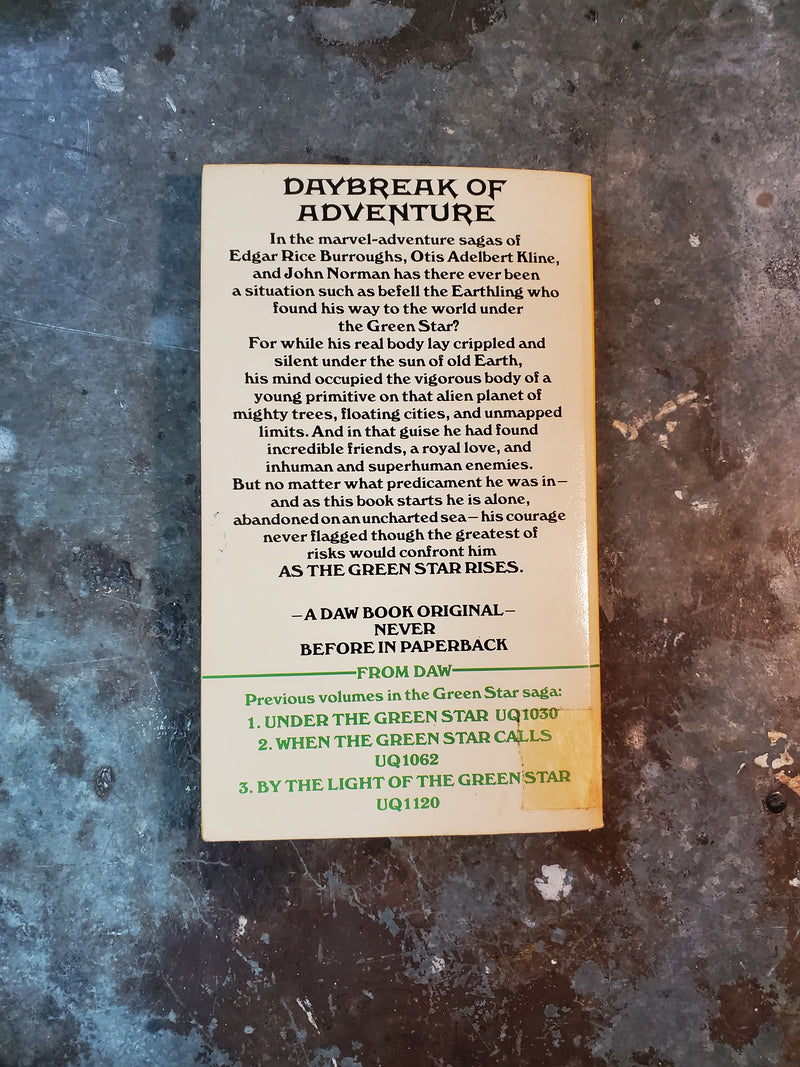 DAYBREAK OF
ADVENTURE
In the marvel-adventure sagas of
Edgar Rice Burroughs, Otis Adelbert Kline,
and John Norman has there ever been
a situation such as befell the Earthling who
found his way to the world under
the Green Star?
For while his real body lay crippled and
silent under the sun of old Earth,
his mind occupied the vigorous body of a
young primitive on that alien planet of
mighty trees, floating cities, and unmapped
limits. And in that guise he had found
incredible friends, a royal love, and
inhuman and superhuman enemies.
But no matter what predicament he was in—
and as this book starts he is alone,
abandoned on an uncharted sea—his courage
never flagged though the greatest of
risks would confront him
AS THE GREEN STAR RISES.
—A DAW BOOK ORIGINAL—
NEVER
BEFORE IN PAPERBACK
FROM DAW
Previous volumes in the Green Star saga:
1. UNDER THE GREEN STAR UQ1030
2. WHEN THE GREEN STAR CALLS
UQ1062
3. BY THE LIGHT OF THE GREEN STAR
UQ1120